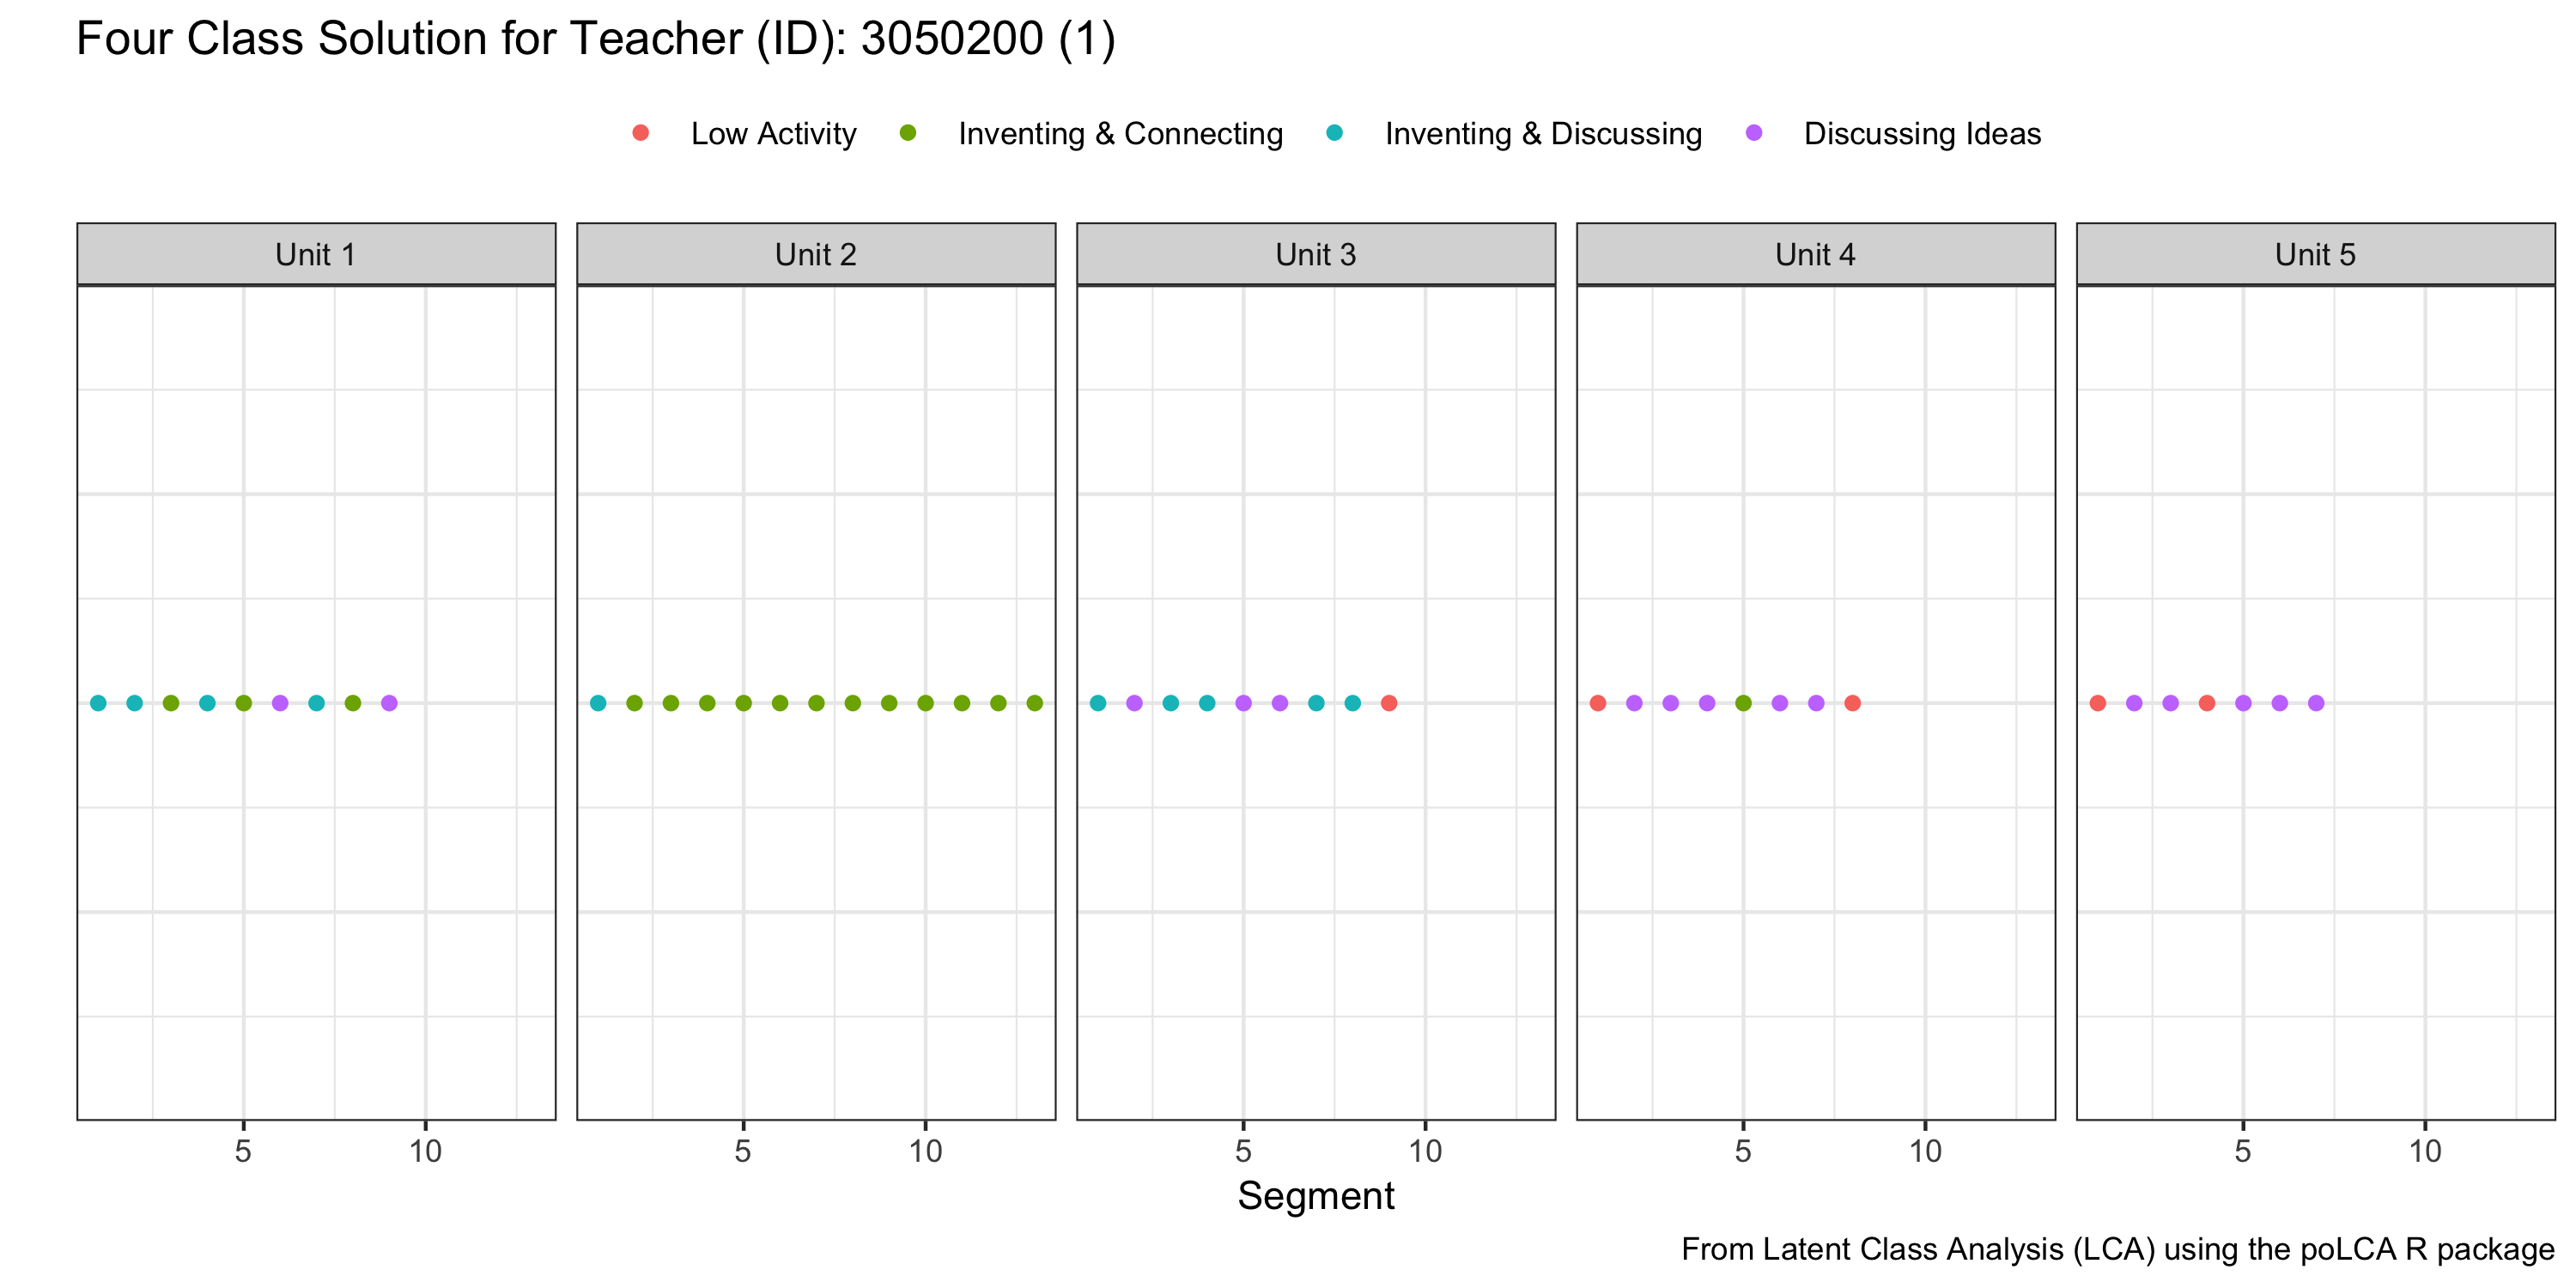 Four Class Solution for Teacher (ID): 3050200 (1)
Low Activity Inventing & Connecting Inventing & Discussing Discussing Ideas
Unit 1 Unit 2 Unit 3 Unit 4 Unit 5
5 10 5 10 5 10 5 10 5 10
Segment
From Latent Class Analysis (LCA) using the poLCA R package